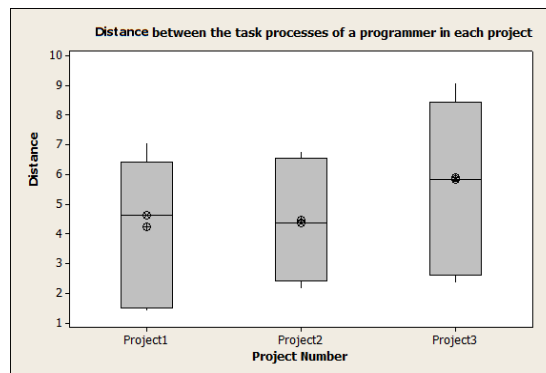 Distance between the task processes of a programmer in each project
10
9
8
7
6
5
4
3
2
1
Distance
Project1 Project2 Project3
Project Number